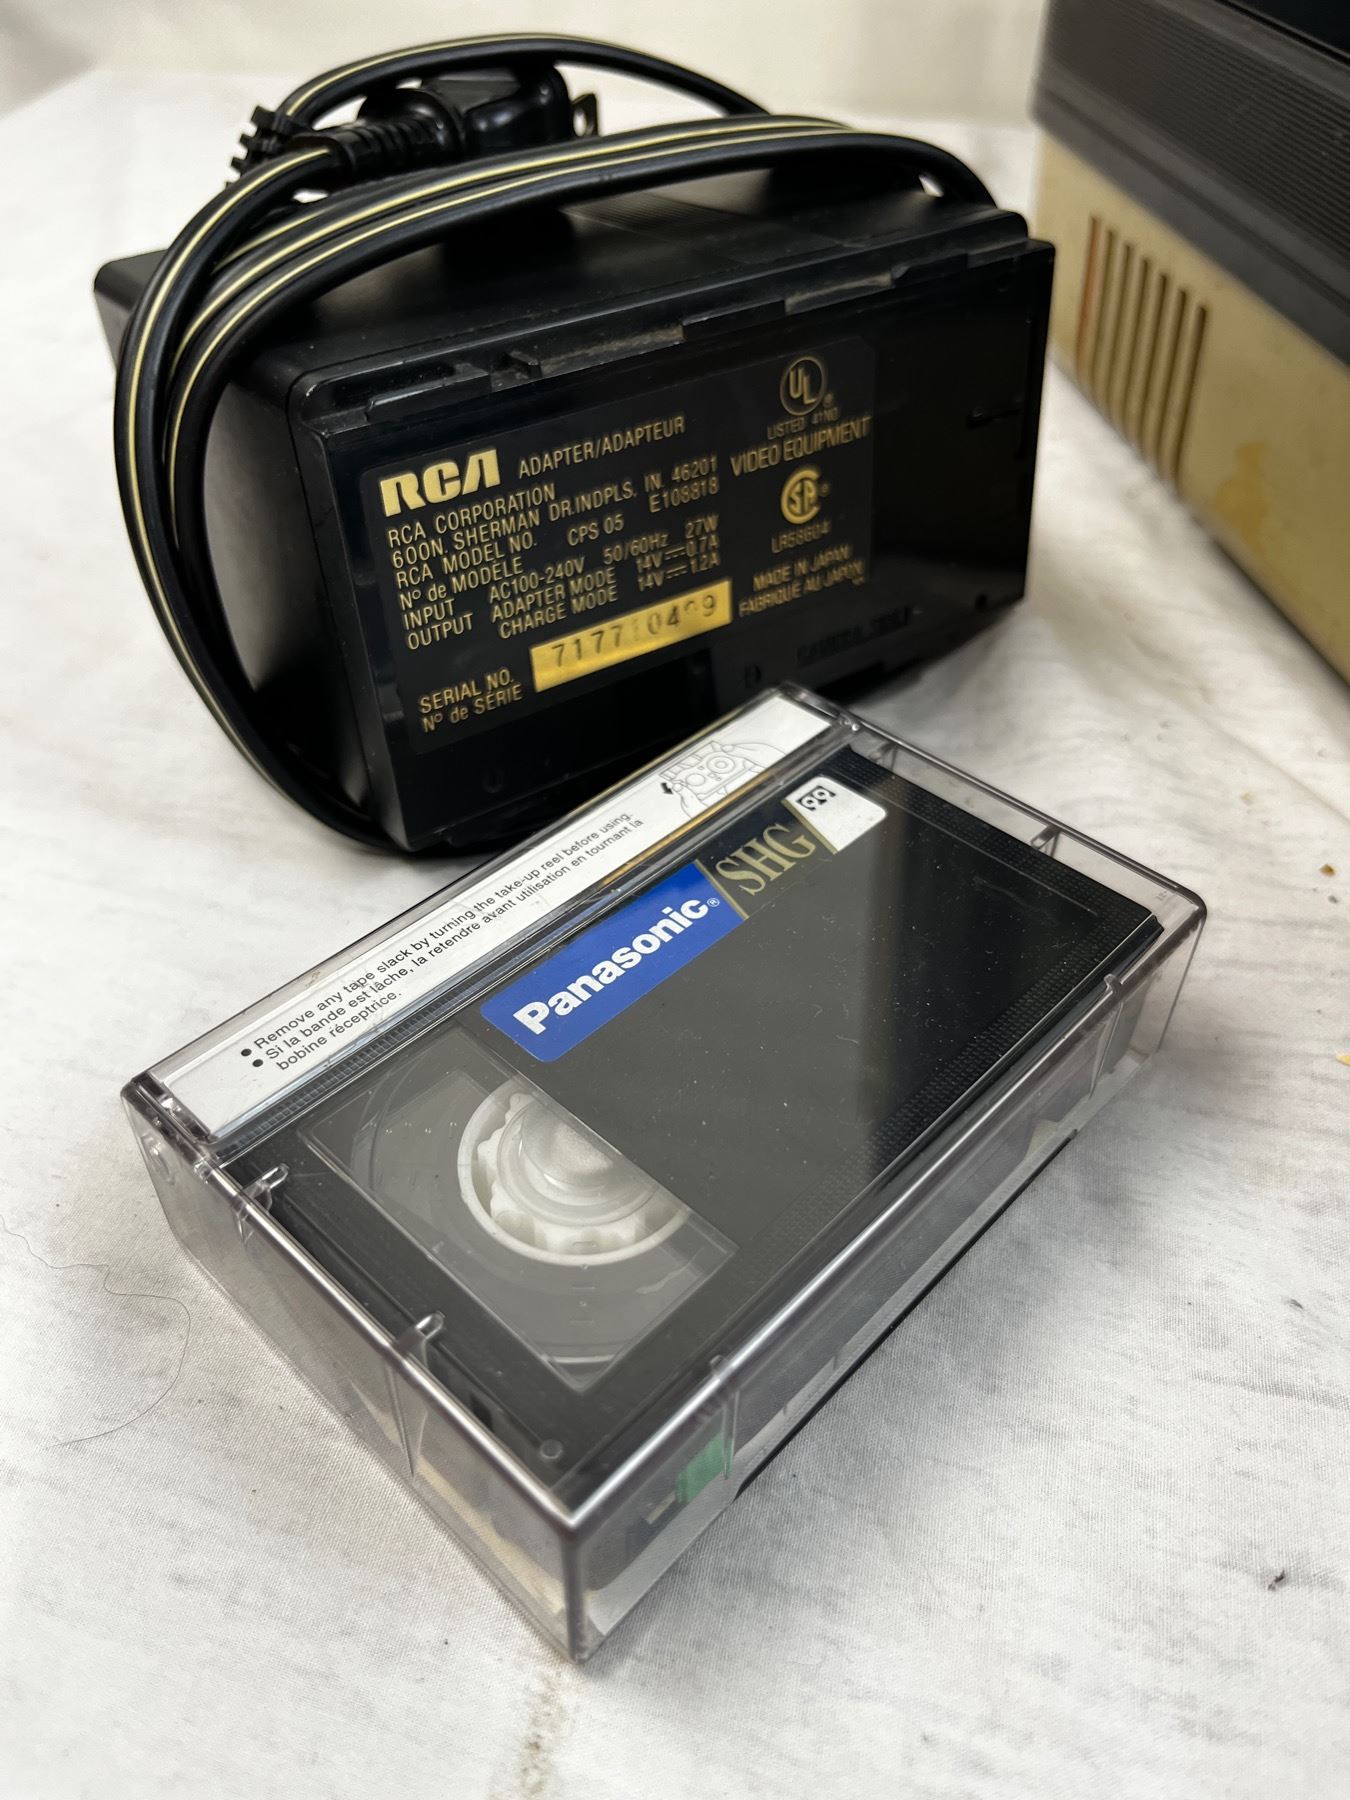 RCA ADAPTER/ADAPTEUR
RCA CORPORATION
600N. SHERMAN DR.INDPLS, IN. 46201
RCA MODEL NO. CPS 05 E108818
Nº de MODÈLE
INPUT AC100-240V 50/60Hz 27W
OUTPUT ADAPTER MODE 14V 0.7A
CHARGE MODE 14V 1.2A
SERIAL NO.
Nº de SÉRIE
UL®
LISTED 41N0
VIDEO EQUIPMENT
SA®
LR58604
MADE IN JAPAN
FABRIQUE AU JAPON
• Remove any tape slack by turning the take-up reel before using.
• Si la bande est lâche, la retendre avant utilisation en tournant la
bobine réceptrice.
Panasonic® SHG